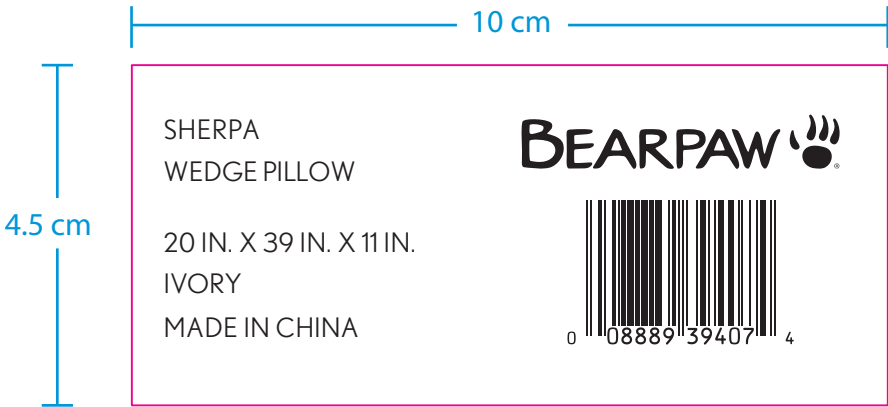 10 cm
4.5 cm
SHERPA
WEDGE PILLOW
20 IN. X 39 IN. X 11 IN.
IVORY
MADE IN CHINA
BEARPAW
0 08889 39407 4